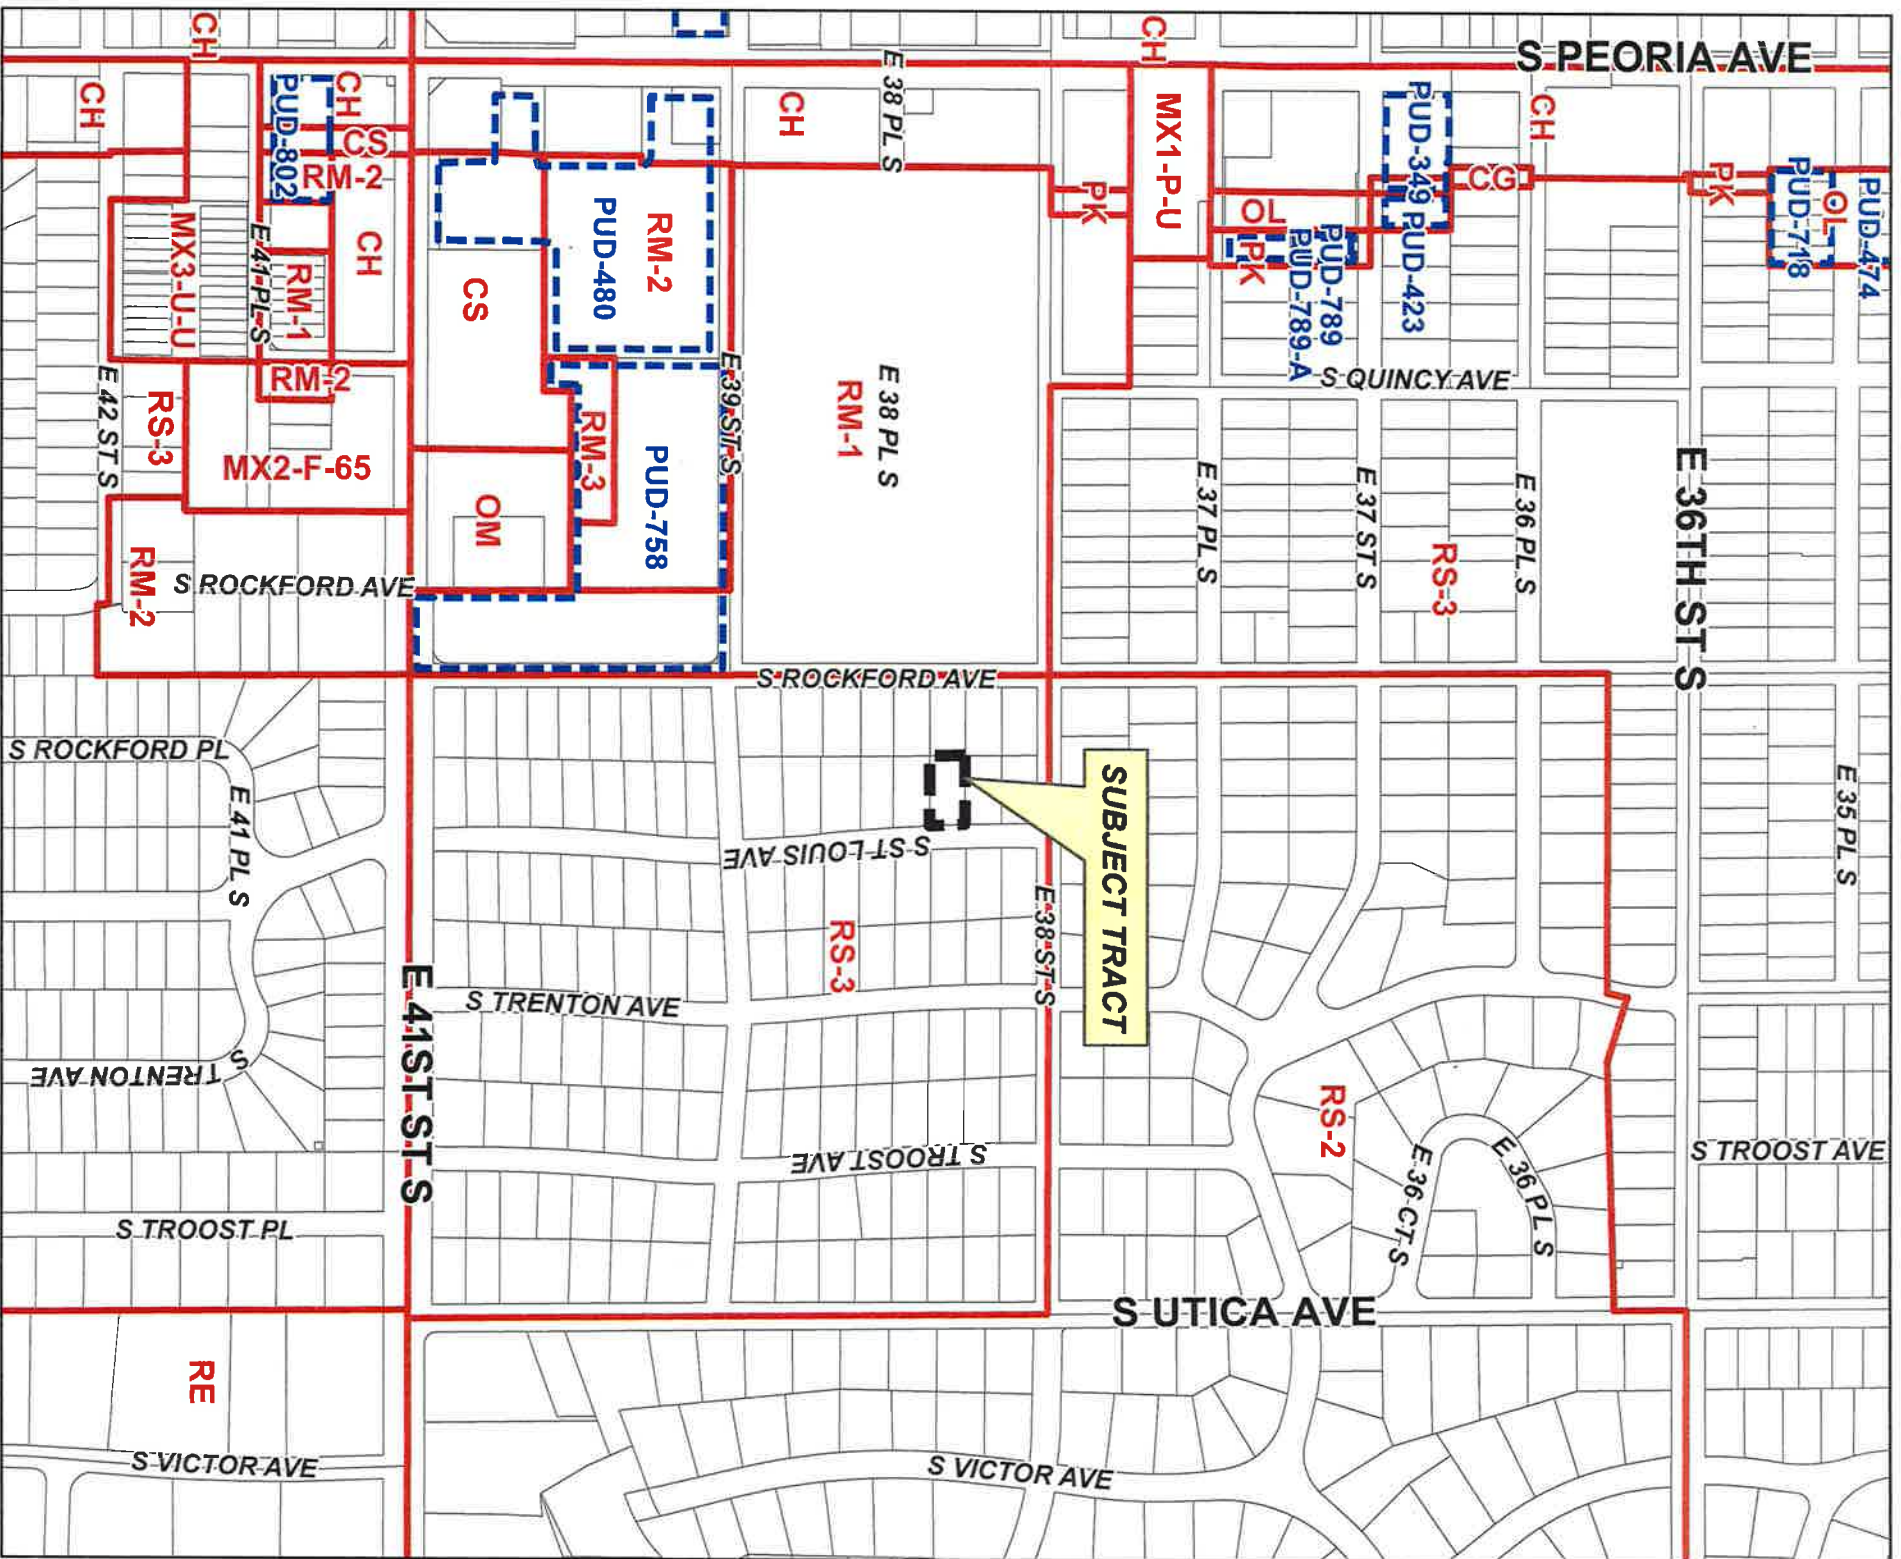 CH
CH
S PEORIA AVE
CH
PUD-802
CH
CS
RM-2
E 38 PL S
CH
MX1-P-U
PK
PUD-349
CH
CG
PK
PUD-718
OL
PUD-474
OL
PK
PUD-789
PUD-789-A
PUD-423
MX3-U-U
E 41 PL S
RM-1
CH
CS
PUD-480
RM-2
RM-2
E 42 ST S
RS-3
MX2-F-65
RM-3
E 39 ST S
PUD-758
RM-1
E 38 PL S
S QUINCY AVE
OM
E 37 PL S
E 37 ST S
E 36 PL S
RS-3
E 36TH ST S
RM-2
S ROCKFORD AVE
S ROCKFORD AVE
S ROCKFORD PL
E 41 PL S
SUBJECT TRACT
E 35 PL S
S ST LOUIS AVE
RS-3
E 38 ST S
E 41ST ST S
S TRENTON AVE
S TRENTON AVE
RS-2
S TROOST AVE
E 36 CT S
E 36 PL S
S TROOST AVE
S TROOST PL
S UTICA AVE
RE
S VICTOR AVE
S VICTOR AVE